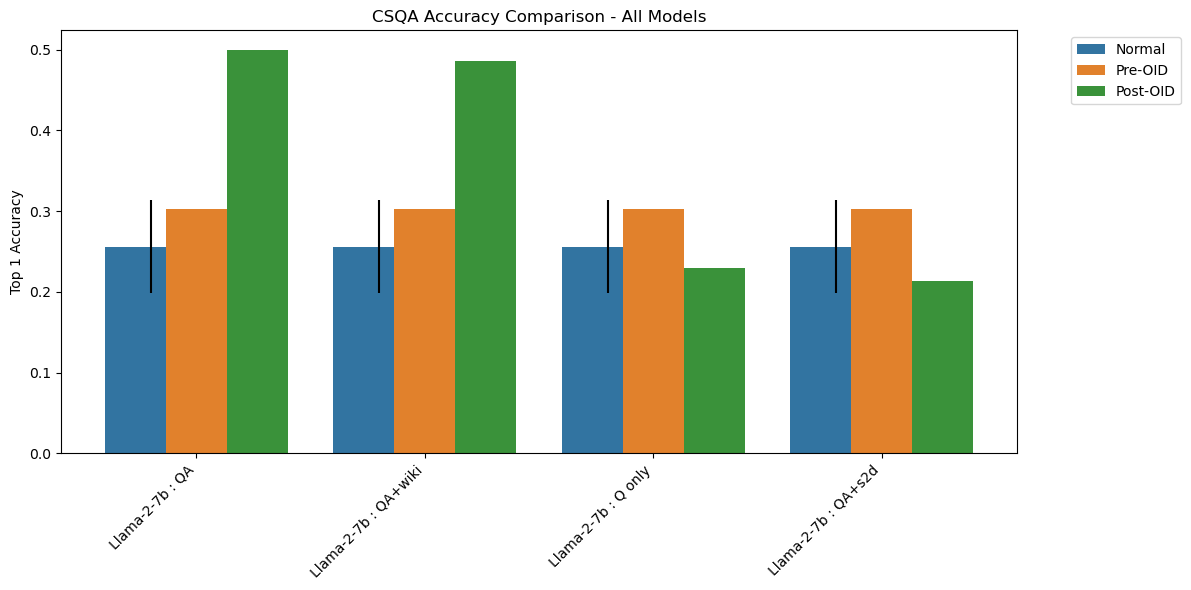 CSQA Accuracy Comparison - All Models
Normal
Pre-OID
Post-OID
Top 1 Accuracy
0.5
0.4
0.3
0.2
0.1
0.0
Llama-2-7b : QA
Llama-2-7b : QA+wiki
Llama-2-7b : Q only
Llama-2-7b : QA+s2d